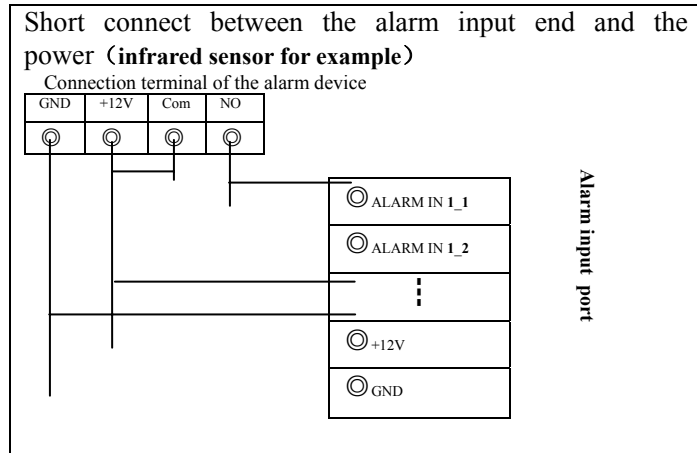 Short connect between the alarm input end and the
power（infrared sensor for example）
Connection terminal of the alarm device
GND +12V Com NO
ALARM IN 1_1
ALARM IN 1_2
+12V
GND
Alarm input port